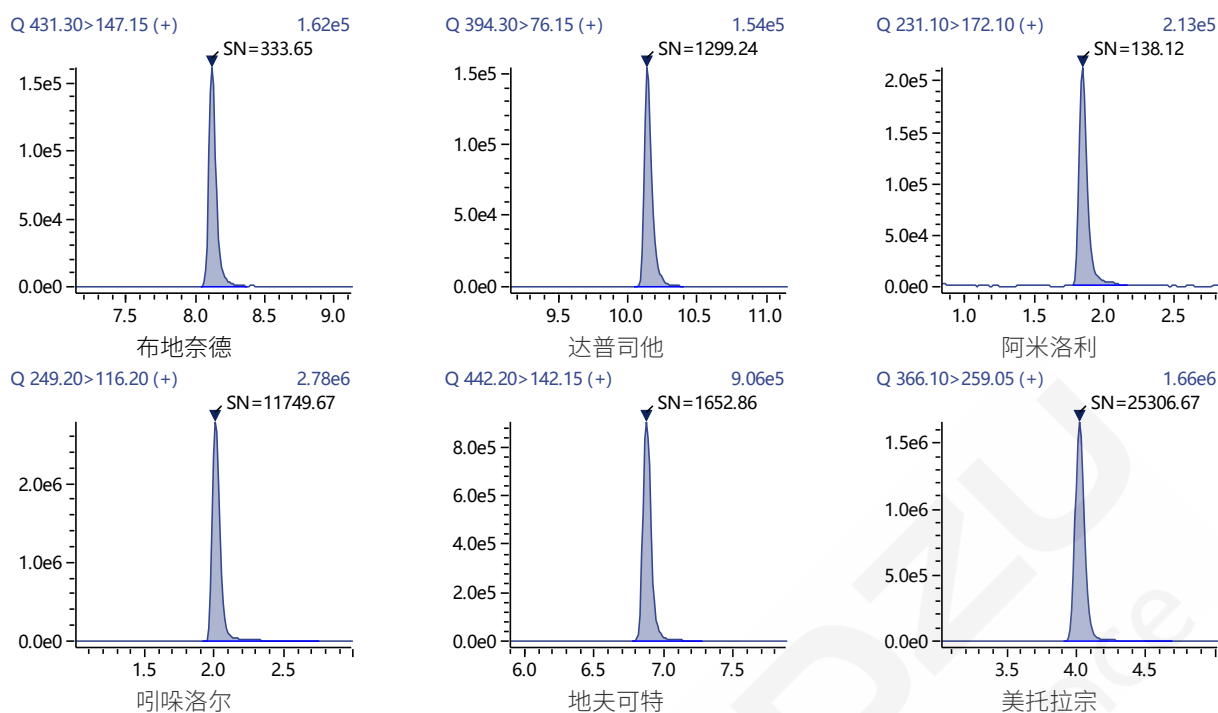 Q 431.30>147.15 (+) 1.62e5
SN=333.65
1.5e5
1.0e5
5.0e4
0.0e0
7.5 8.0 8.5 9.0
布地奈德
Q 394.30>76.15 (+) 1.54e5
SN=1299.24
1.5e5
1.0e5
5.0e4
0.0e0
9.5 10.0 10.5 11.0
达普司他
Q 231.10>172.10 (+) 2.13e5
SN=138.12
2.0e5
1.5e5
1.0e5
5.0e4
0.0e0
1.0 1.5 2.0 2.5
阿米洛利
Q 249.20>116.20 (+) 2.78e6
SN=11749.67
2.0e6
1.0e6
0.0e0
1.5 2.0 2.5
吲哚洛尔
Q 442.20>142.15 (+) 9.06e5
SN=1652.86
8.0e5
6.0e5
4.0e5
2.0e5
0.0e0
6.0 6.5 7.0 7.5
地夫可特
Q 366.10>259.05 (+) 1.66e6
SN=25306.67
1.5e6
1.0e6
5.0e5
0.0e0
3.5 4.0 4.5
美托拉宗